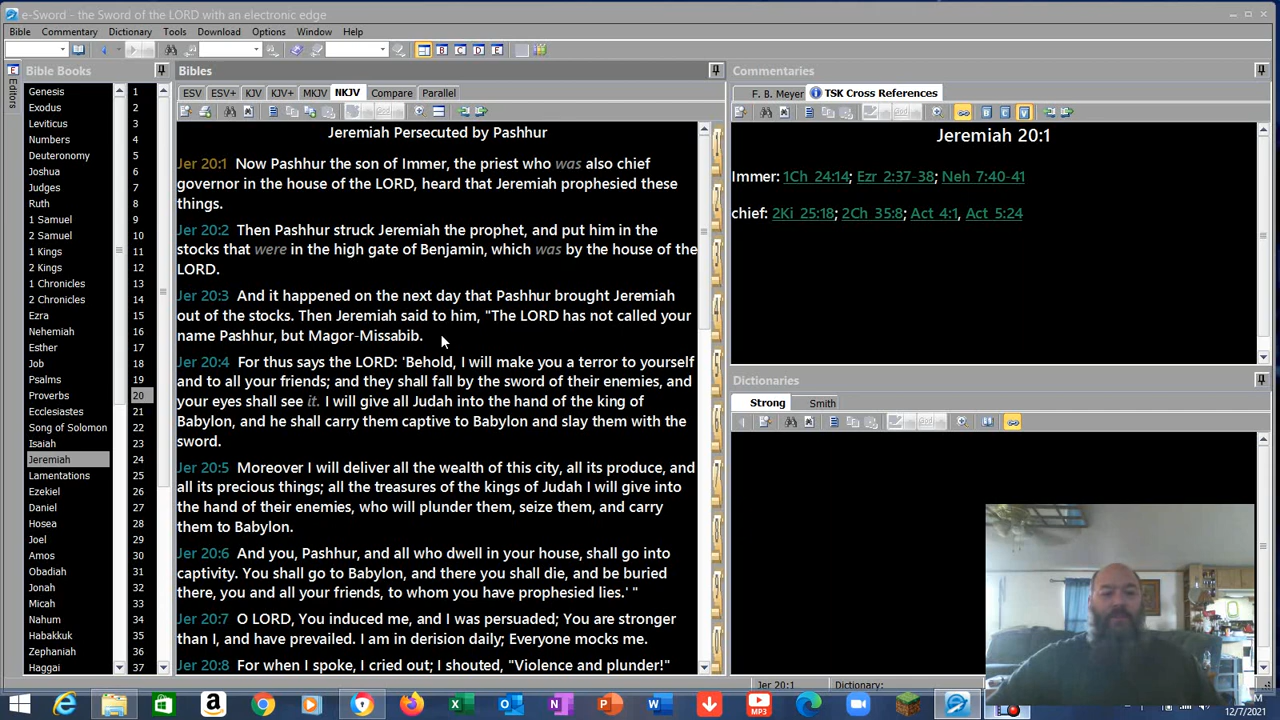 e-Sword - the Sword of the LORD with an electronic edge
Bible Commentary Dictionary Tools Download Options Window Help
B C D E
Editors
Bible Books
Genesis 1
Exodus 2
Leviticus 3
Numbers 4
Deuteronomy 5
Joshua 6
Judges 7
Ruth 8
1 Samuel 9
2 Samuel 10
1 Kings 11
2 Kings 12
1 Chronicles 13
2 Chronicles 14
Ezra 15
Nehemiah 16
Esther 17
Job 18
Psalms 19
Proverbs 20
Ecclesiastes 21
Song of Solomon 22
Isaiah 23
Jeremiah 24
Lamentations 25
Ezekiel 26
Daniel 27
Hosea 28
Joel 29
Amos 30
Obadiah 31
Jonah 32
Micah 33
Nahum 34
Habakkuk 35
Zephaniah 36
Haggai 37
Bibles
ESV ESV+ KJV KJV+ MKJV NKJV Compare Parallel
Jeremiah Persecuted by Pashhur
Jer 20:1 Now Pashhur the son of Immer, the priest who was also chief
governor in the house of the LORD, heard that Jeremiah prophesied these
things.
Jer 20:2 Then Pashhur struck Jeremiah the prophet, and put him in the
stocks that were in the high gate of Benjamin, which was by the house of the
LORD.
Jer 20:3 And it happened on the next day that Pashhur brought Jeremiah
out of the stocks. Then Jeremiah said to him, "The LORD has not called your
name Pashhur, but Magor-Missabib.
Jer 20:4 For thus says the LORD: 'Behold, I will make you a terror to yourself
and to all your friends; and they shall fall by the sword of their enemies, and
your eyes shall see it. I will give all Judah into the hand of the king of
Babylon, and he shall carry them captive to Babylon and slay them with the
sword.
Jer 20:5 Moreover I will deliver all the wealth of this city, all its produce, and
all its precious things; all the treasures of the kings of Judah I will give into
the hand of their enemies, who will plunder them, seize them, and carry
them to Babylon.
Jer 20:6 And you, Pashhur, and all who dwell in your house, shall go into
captivity. You shall go to Babylon, and there you shall die, and be buried
there, you and all your friends, to whom you have prophesied lies.' "
Jer 20:7 O LORD, You induced me, and I was persuaded; You are stronger
than I, and have prevailed. I am in derision daily; Everyone mocks me.
Jer 20:8 For when I spoke, I cried out; I shouted, "Violence and plunder!"
Commentaries
F. B. Meyer TSK Cross References
B C V
Jeremiah 20:1
Immer: 1Ch 24:14; Ezr 2:37-38; Neh 7:40-41
chief: 2Ki 25:18; 2Ch 35:8; Act 4:1, Act 5:24
Dictionaries
Strong Smith
Jer 20:1 Dictionary:
MP3
12/7/2021